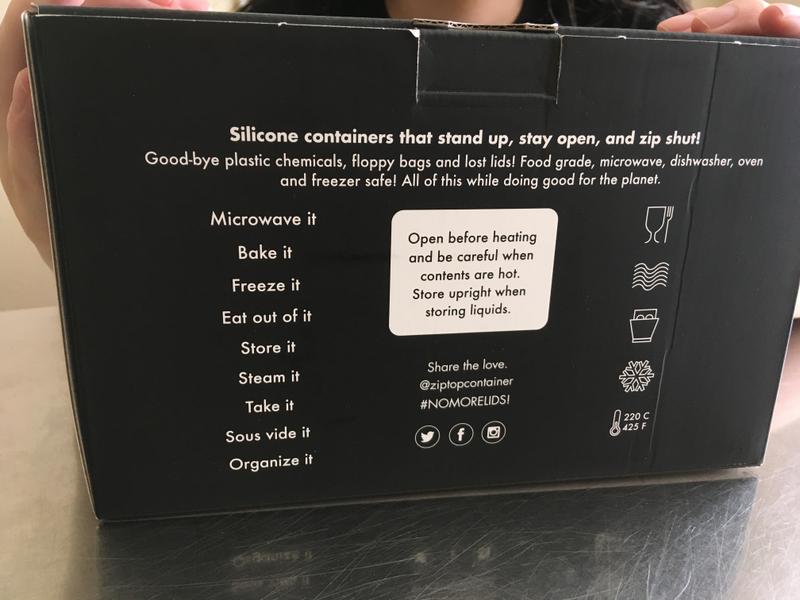 Silicone containers that stand up, stay open, and zip shut!
Good-bye plastic chemicals, floppy bags and lost lids! Food grade, microwave, dishwasher, oven
and freezer safe! All of this while doing good for the planet.
Microwave it
Bake it
Freeze it
Eat out of it
Store it
Steam it
Take it
Sous vide it
Organize it
Open before heating
and be careful when
contents are hot.
Store upright when
storing liquids.
Share the love.
@ziptopcontainer
#NOMORELIDS!
220 C
425 F